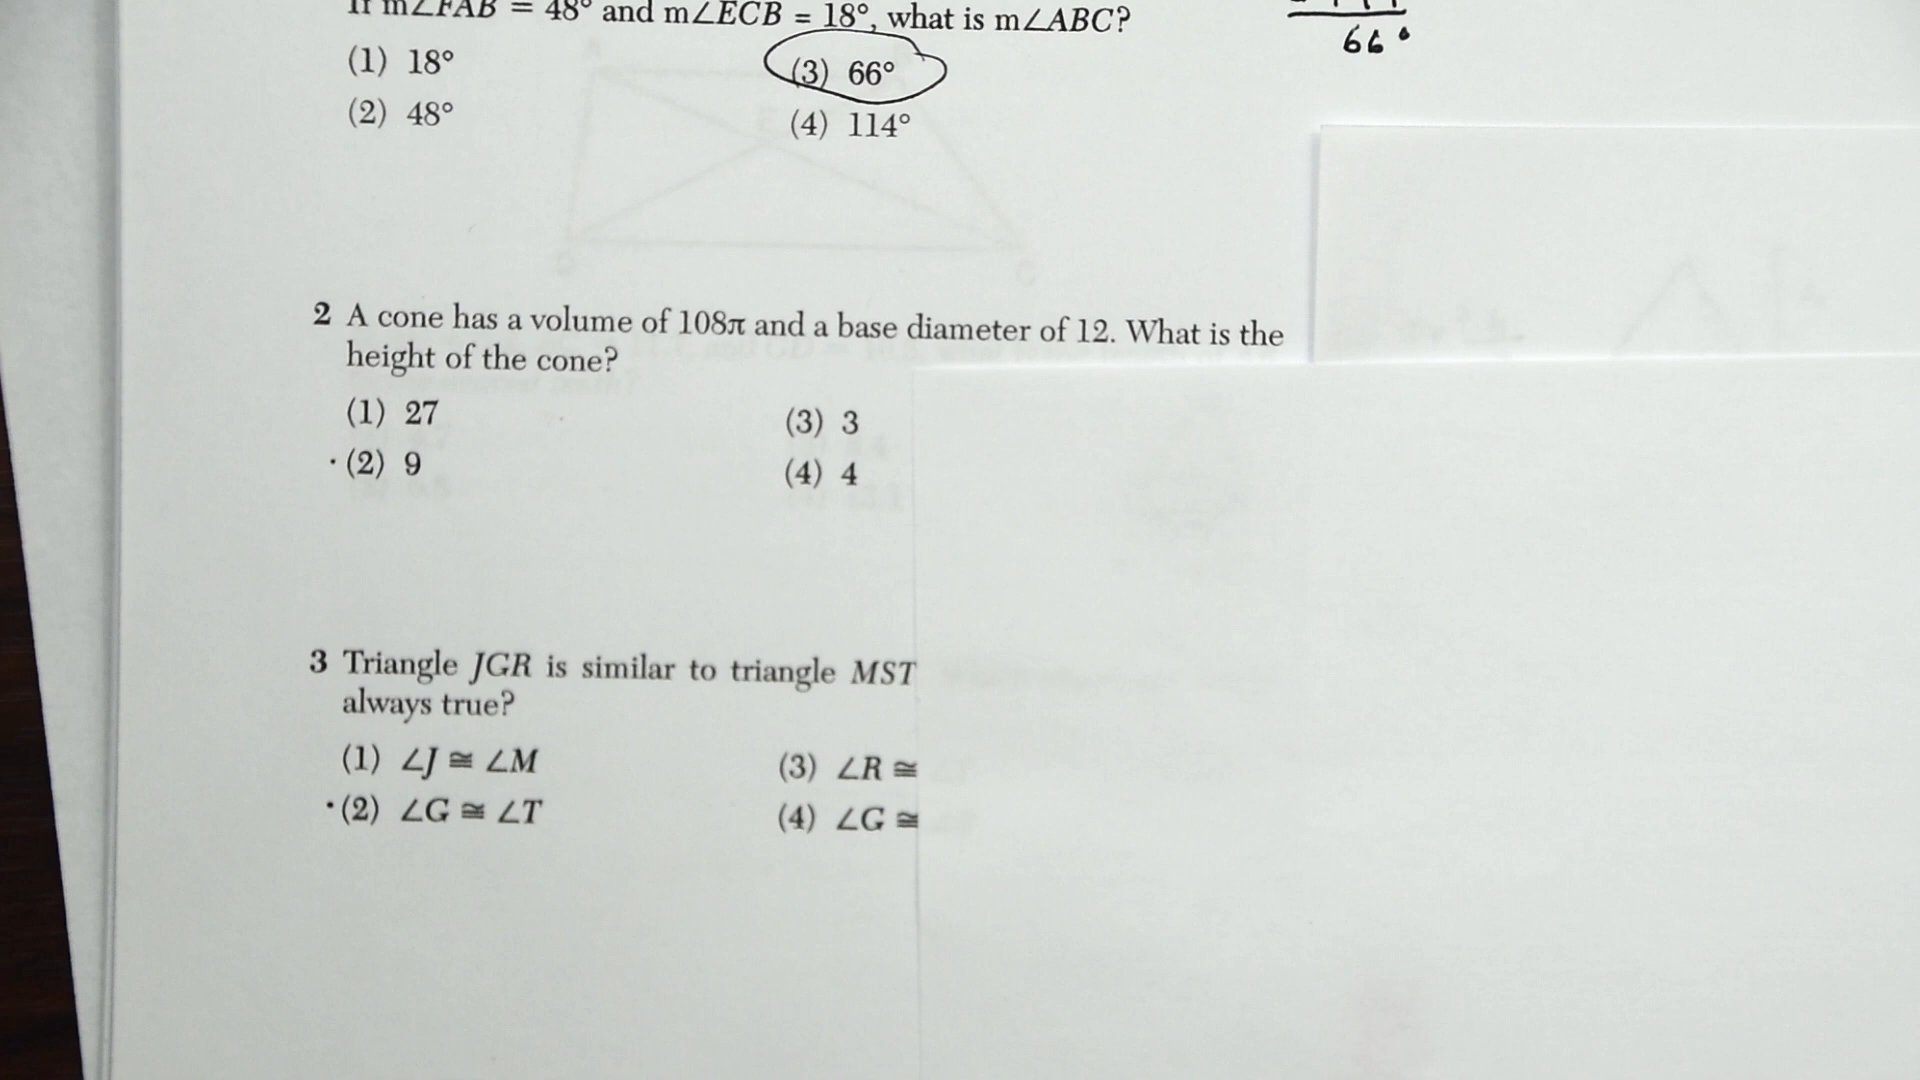 If m∠FAB = 48° and m∠ECB = 18°, what is m∠ABC?
(1) 18° (3) 66°
(2) 48° (4) 114°
66°
2 A cone has a volume of 108π and a base diameter of 12. What is the
height of the cone?
(1) 27 (3) 3
(2) 9 (4) 4
3 Triangle JGR is similar to triangle MST
always true?
(1) ∠J ≅ ∠M (3) ∠R ≅
(2) ∠G ≅ ∠T (4) ∠G ≅